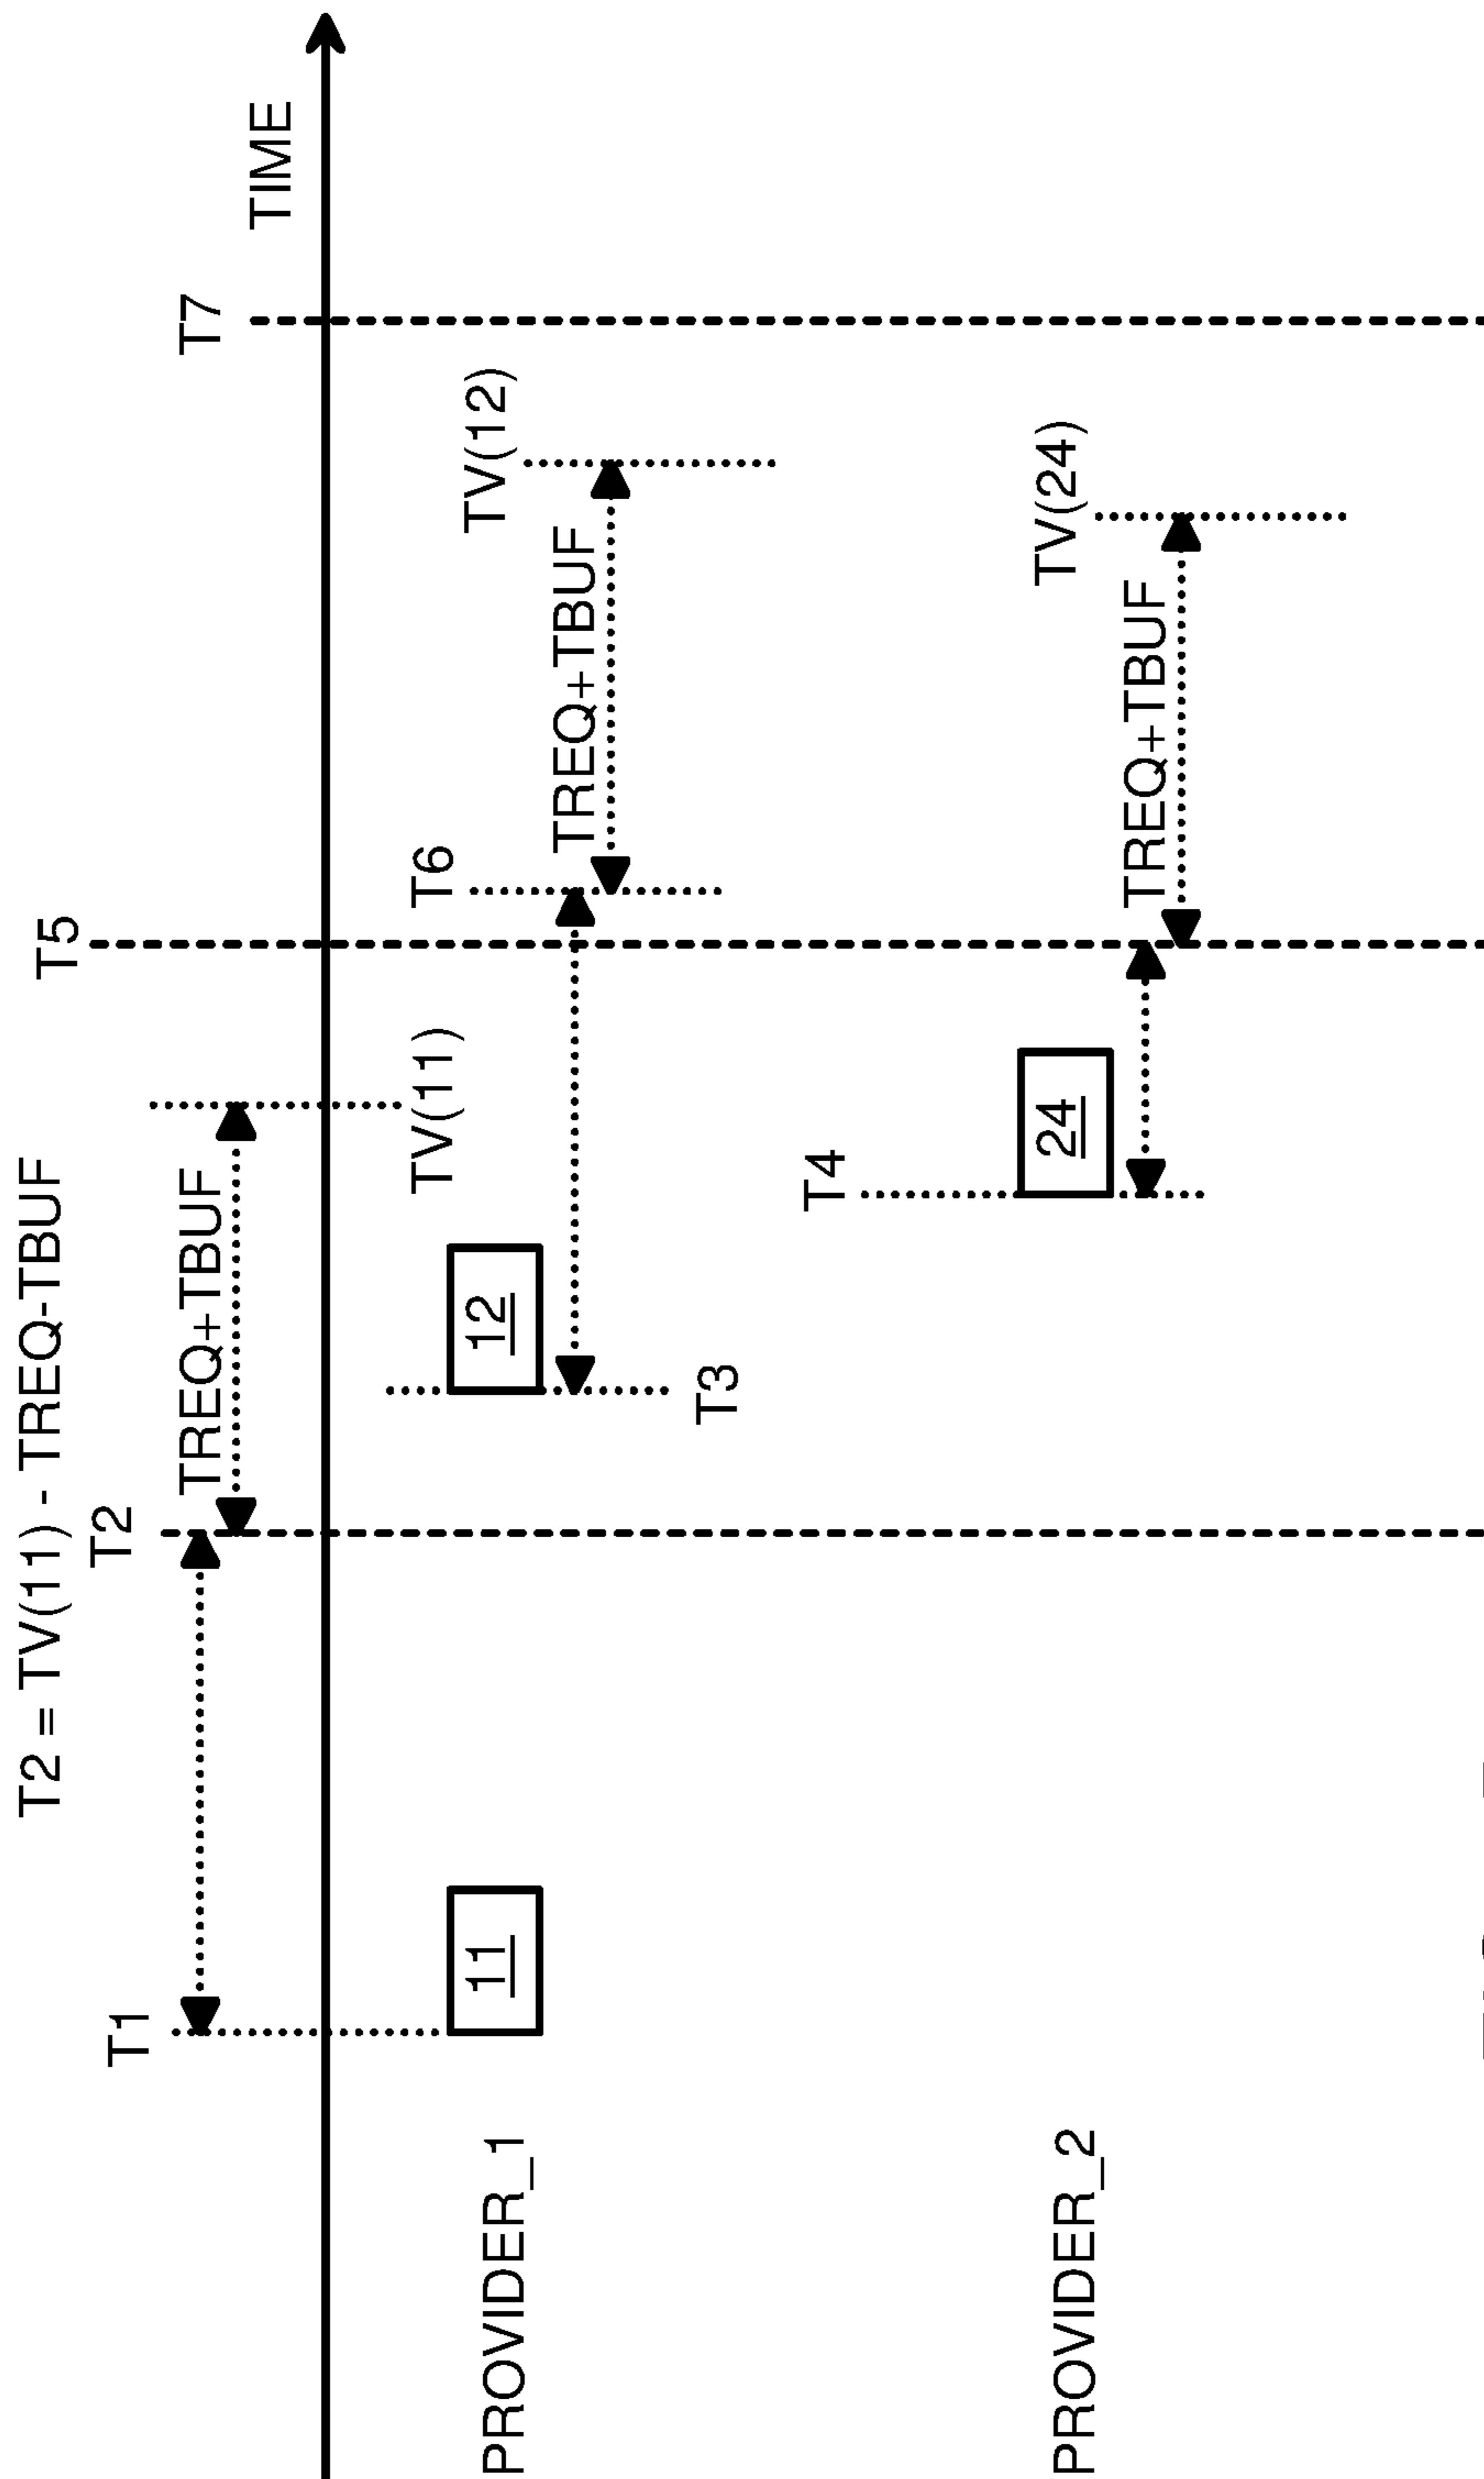 T2 = TV(11) - TREQ-TBUF
T5
T2
T1
TREQ+TBUF
T7
TIME
TV(11)
T6
PROVIDER_1
11
12
TV(12)
TREQ+TBUF
T3
T4
PROVIDER_2
24
TV(24)
TREQ+TBUF